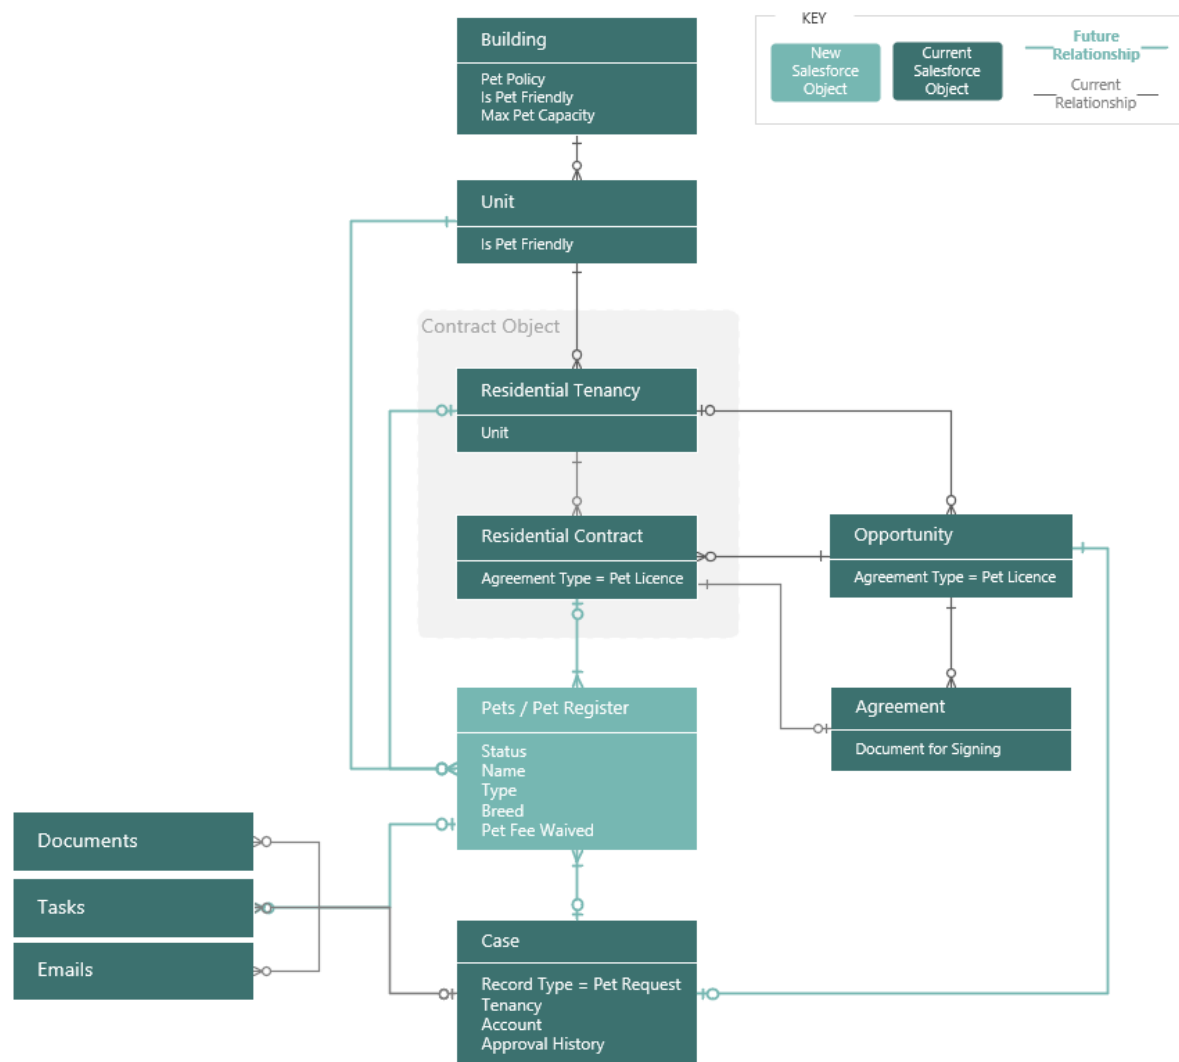 KEY
New
Salesforce
Object
Current
Salesforce
Object
Future
Relationship
Current
Relationship
Building
Pet Policy
Is Pet Friendly
Max Pet Capacity
Unit
Is Pet Friendly
Contract Object
Residential Tenancy
Unit
Residential Contract
Agreement Type = Pet Licence
Opportunity
Agreement Type = Pet Licence
Pets / Pet Register
Status
Name
Type
Breed
Pet Fee Waived
Agreement
Document for Signing
Documents
Tasks
Emails
Case
Record Type = Pet Request
Tenancy
Account
Approval History